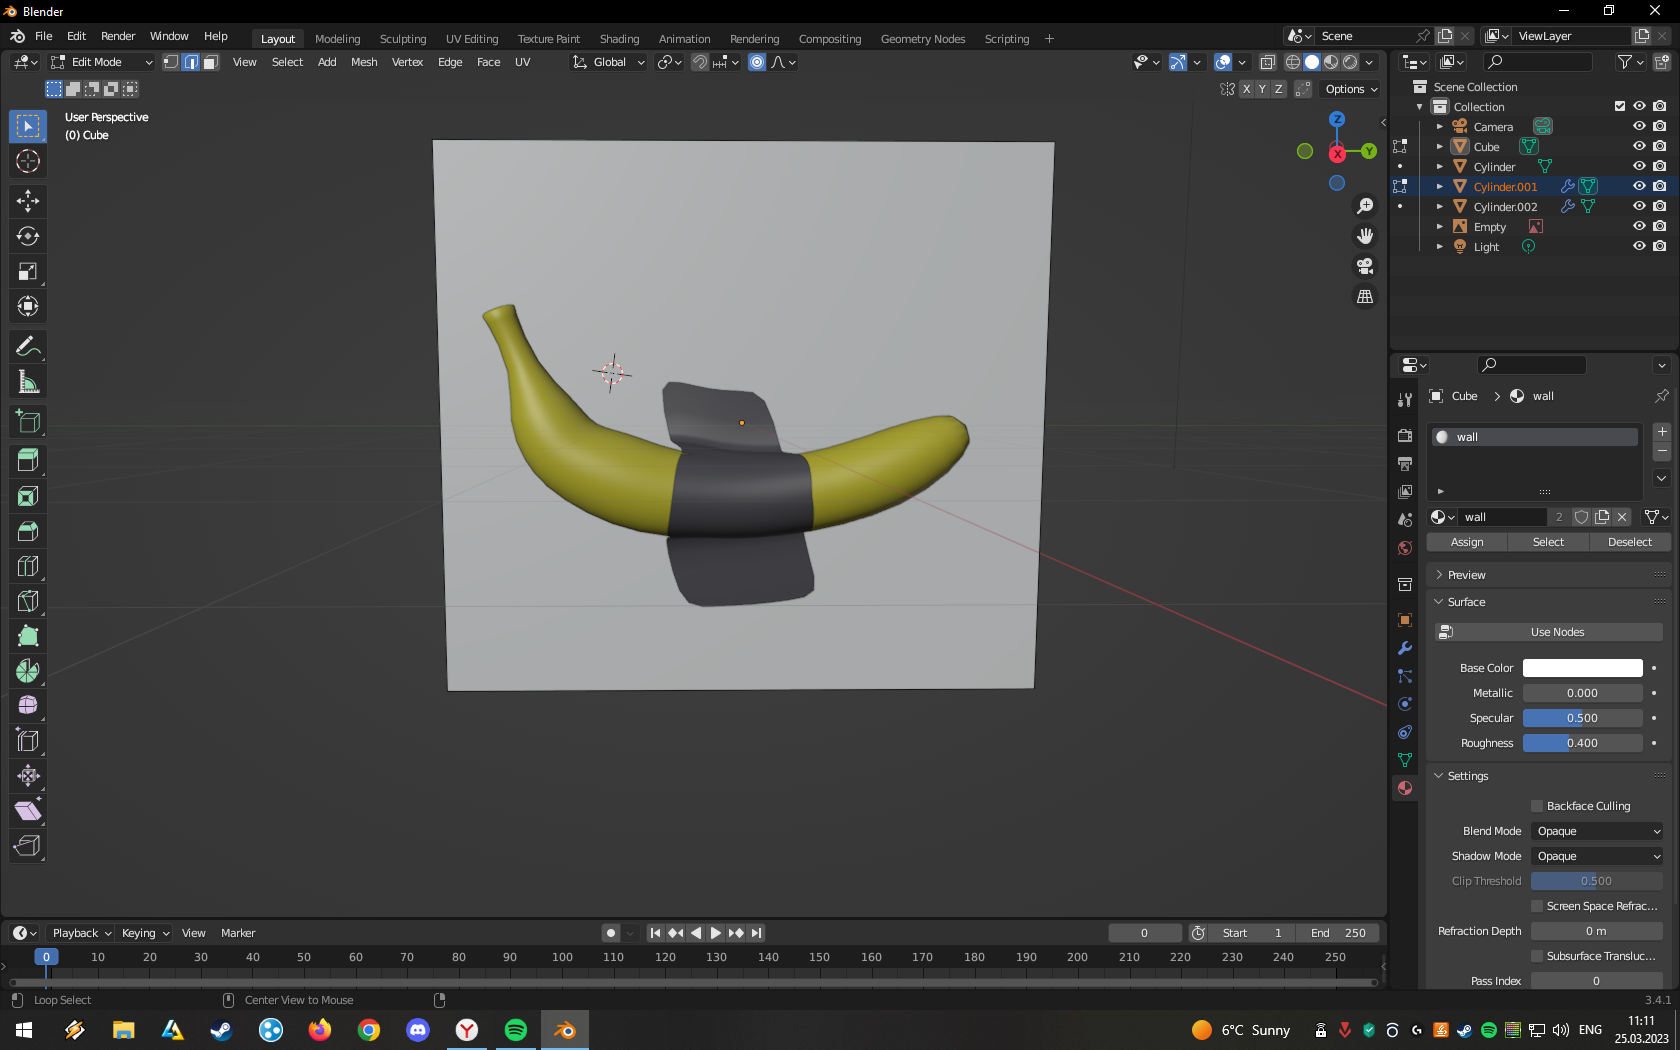 Blender
File Edit Render Window Help Layout Modeling Sculpting UV Editing Texture Paint Shading Animation Rendering Compositing Geometry Nodes Scripting + Scene ViewLayer
Edit Mode View Select Add Mesh Vertex Edge Face UV Global
X Y Z Options
User Perspective
(0) Cube
Z
Y
X
Scene Collection
Collection
Camera
Cube
Cylinder
Cylinder.001
Cylinder.002
Empty
Light
Cube > wall
wall
wall 2
Assign Select Deselect
Preview
Surface
Use Nodes
Base Color
Metallic 0.000
Specular 0.500
Roughness 0.400
Settings
Backface Culling
Blend Mode Opaque
Shadow Mode Opaque
Clip Threshold 0.500
Screen Space Refrac...
Refraction Depth 0 m
Subsurface Transluc...
Pass Index 0
Playback Keying View Marker 0 Start 1 End 250
0 10 20 30 40 50 60 70 80 90 100 110 120 130 140 150 160 170 180 190 200 210 220 230 240 250
Loop Select Center View to Mouse 3.4.1
6°C Sunny ENG 11:11
25.03.2023